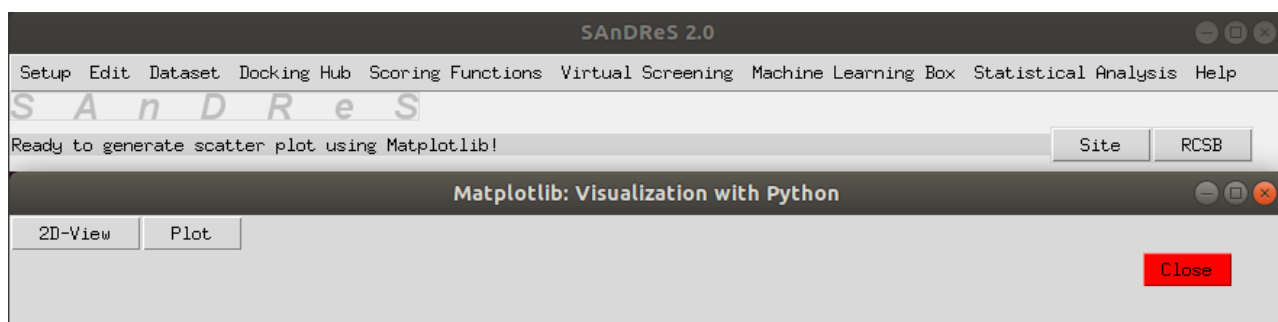 SAnDReS 2.0
Setup Edit Dataset Docking Hub Scoring Functions Virtual Screening Machine Learning Box Statistical Analysis Help
S A n D R e S
Ready to generate scatter plot using Matplotlib! Site RCSB
Matplotlib: Visualization with Python
2D-View Plot
Close